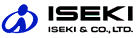 ISEKI
ISEKI & CO., LTD.